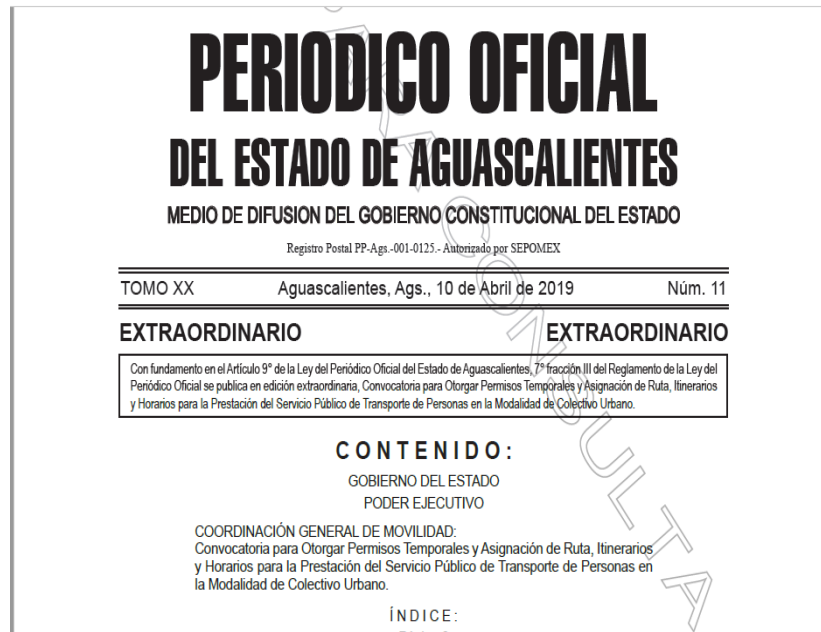 PERIODICO OFICIAL
DEL ESTADO DE AGUASCALIENTES
MEDIO DE DIFUSION DEL GOBIERNO CONSTITUCIONAL DEL ESTADO
Registro Postal PP-Ags.-001-0125.- Autorizado por SEPOMEX
TOMO XX Aguascalientes, Ags., 10 de Abril de 2019 Núm. 11
EXTRAORDINARIO EXTRAORDINARIO
Con fundamento en el Artículo 9° de la Ley del Periódico Oficial del Estado de Aguascalientes, 7° fracción III del Reglamento de la Ley del
Periódico Oficial se publica en edición extraordinaria, Convocatoria para Otorgar Permisos Temporales y Asignación de Ruta, Itinerarios
y Horarios para la Prestación del Servicio Público de Transporte de Personas en la Modalidad de Colectivo Urbano.
CONTENIDO:
GOBIERNO DEL ESTADO
PODER EJECUTIVO
COORDINACIÓN GENERAL DE MOVILIDAD:
Convocatoria para Otorgar Permisos Temporales y Asignación de Ruta, Itinerarios
y Horarios para la Prestación del Servicio Público de Transporte de Personas en
la Modalidad de Colectivo Urbano.
ÍNDICE:
CONSULTA